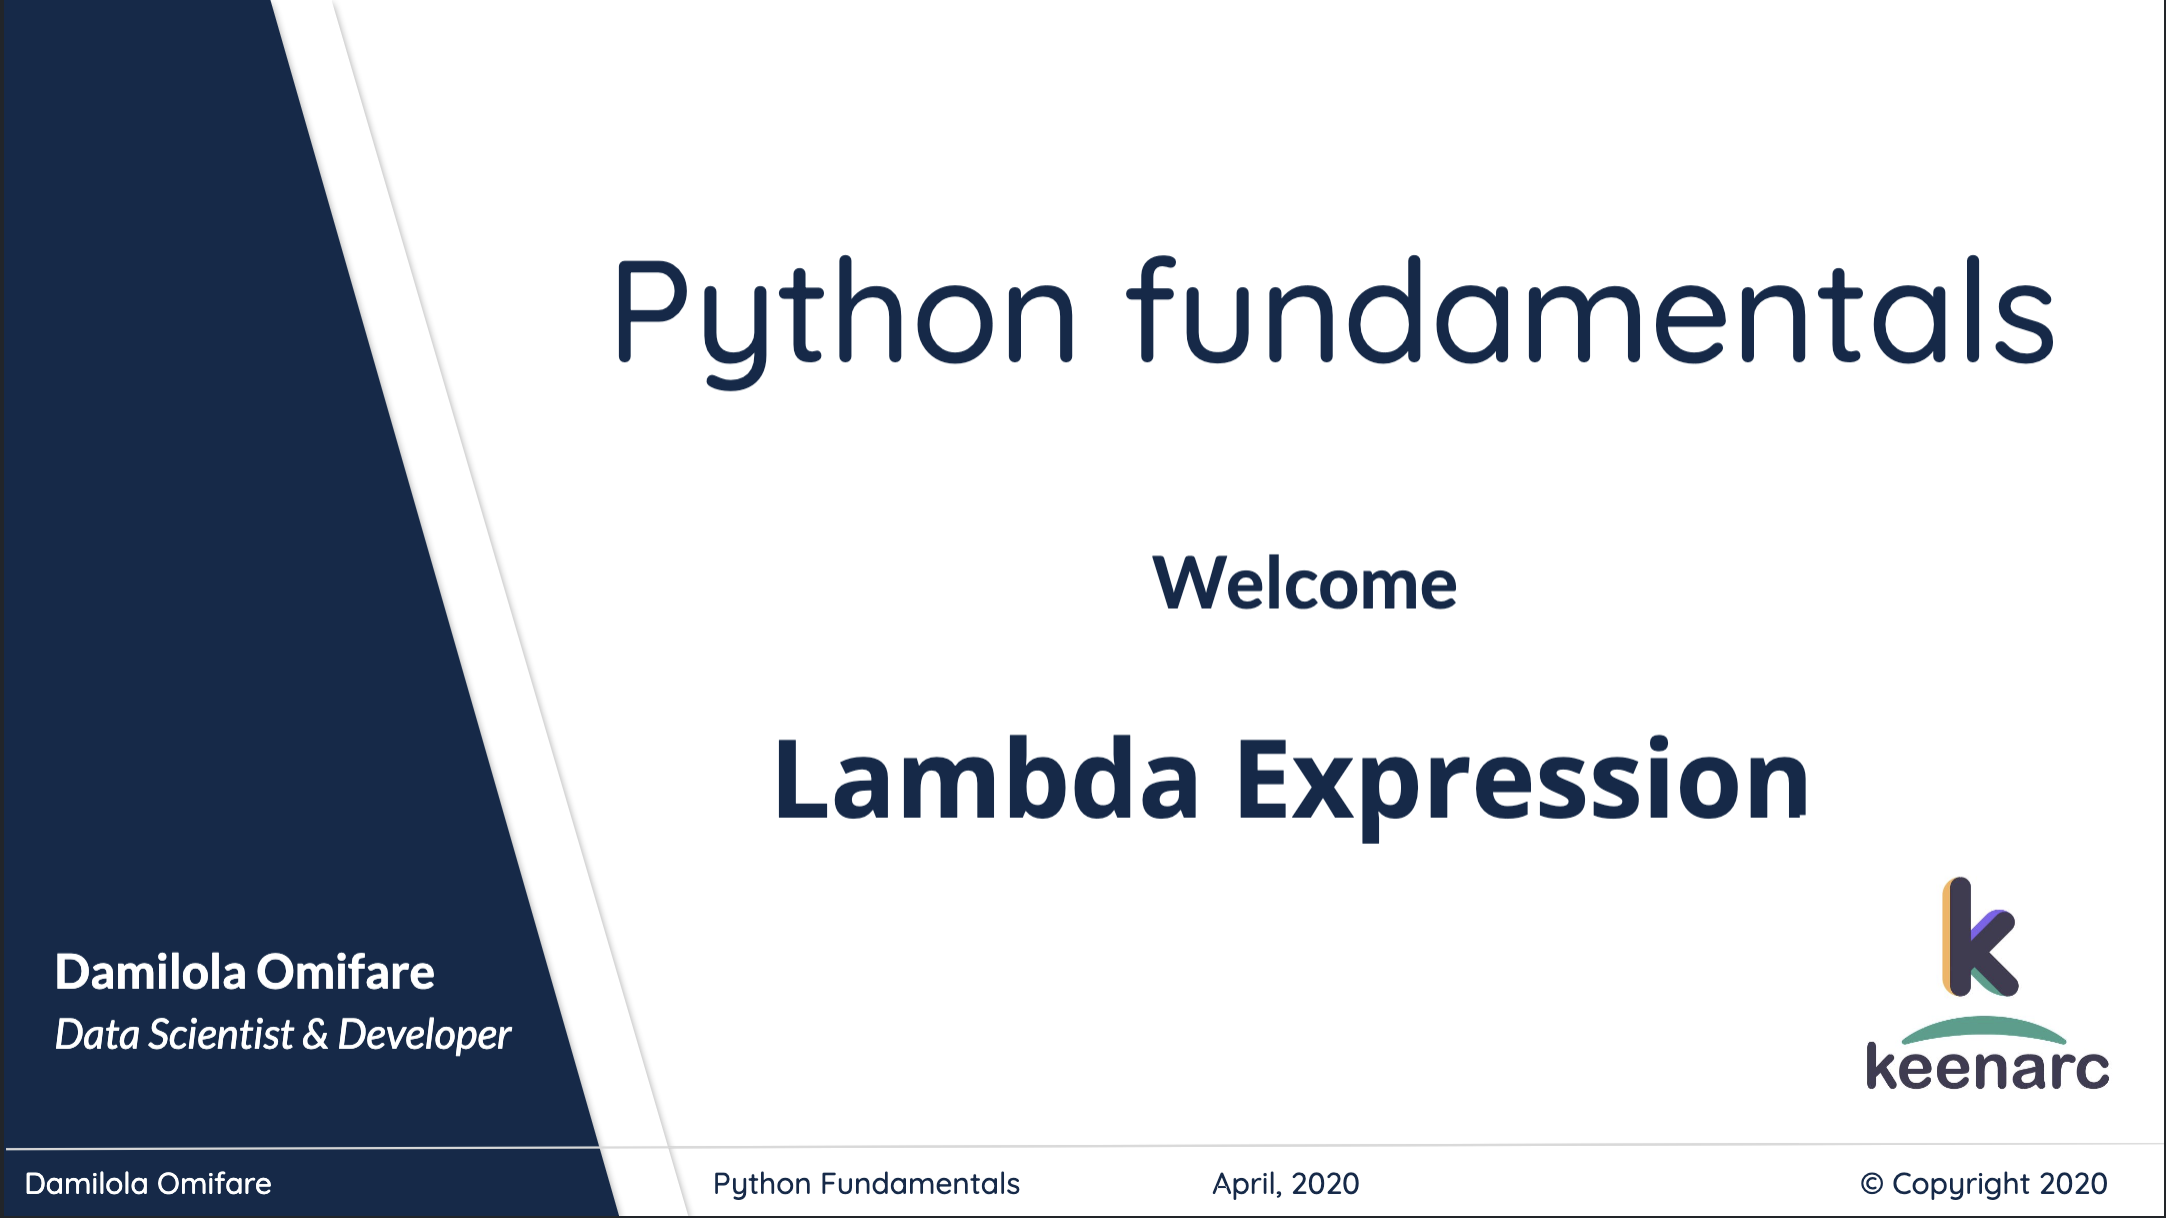 Python fundamentals
Welcome
Lambda Expression
Damilola Omifare
Data Scientist & Developer
k
keenarc
Damilola Omifare
Python Fundamentals
April, 2020
© Copyright 2020